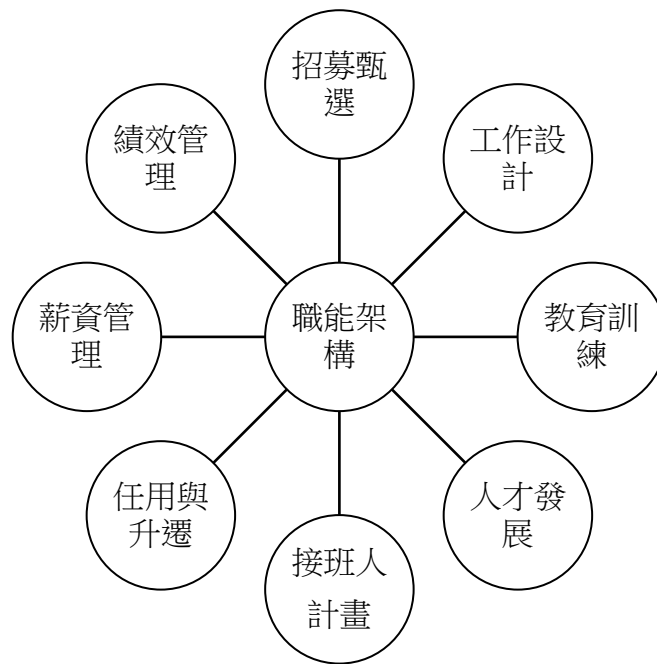 招募甄
選
績效管
理
工作設
計
薪資管
理
職能架
構
教育訓
練
任用與
升遷
人才發
展
接班人
計畫